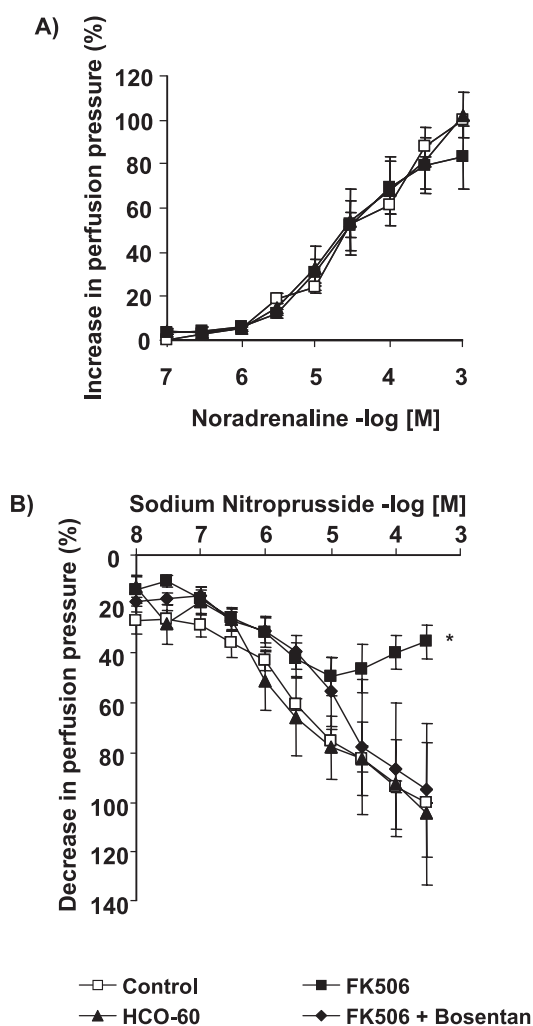 A)
Increase in perfusion pressure (%)
120
100
80
60
40
20
0
7 6 5 4 3
Noradrenaline -log [M]
B)
Sodium Nitroprusside -log [M]
8 7 6 5 4 3
Decrease in perfusion pressure (%)
0
20
40
60
80
100
120
140
*
Control FK506
HCO-60 FK506 + Bosentan